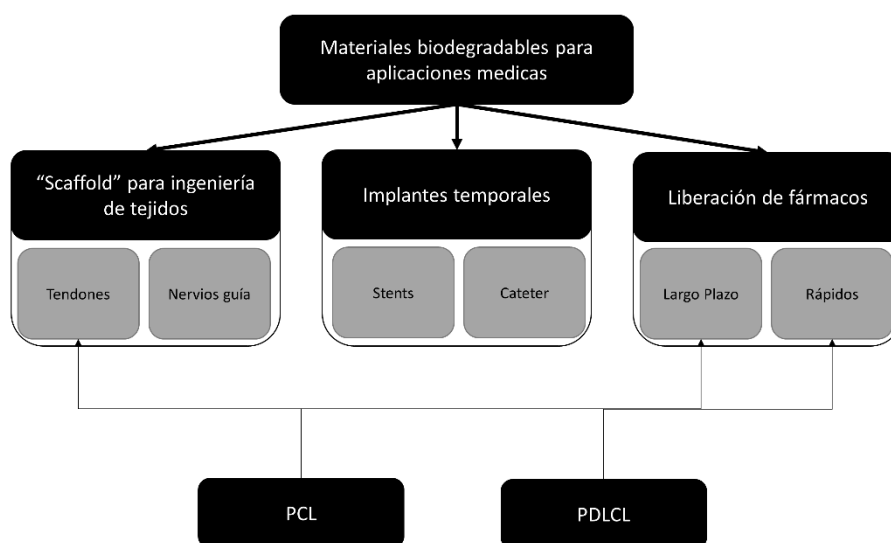 Materiales biodegradables para
aplicaciones medicas
“Scaffold” para ingeniería
de tejidos
Implantes temporales
Liberación de fármacos
Tendones
Nervios guía
Stents
Cateter
Largo Plazo
Rápidos
PCL
PDLCL